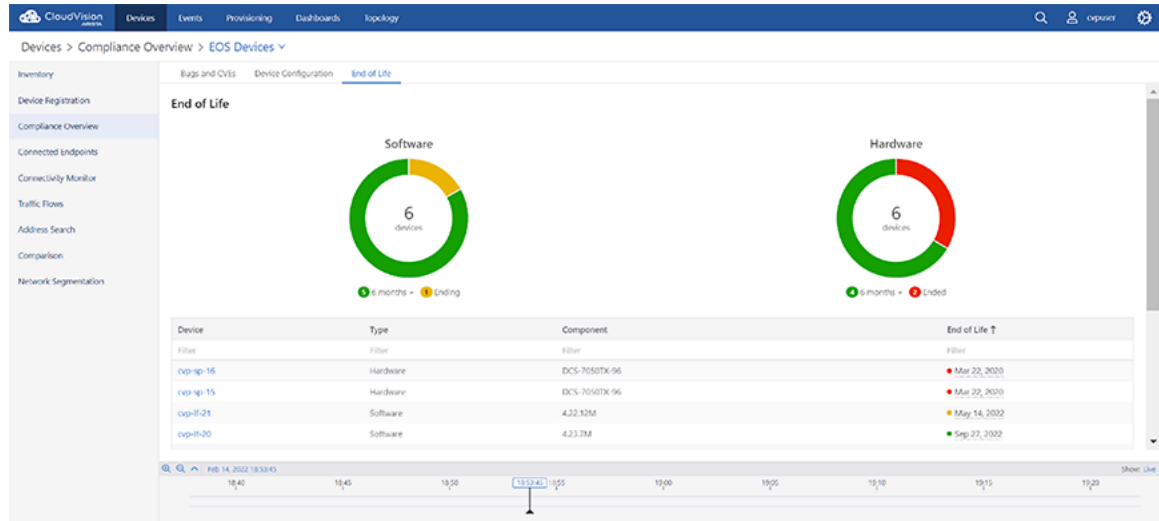 CloudVision
ARISTA
Devices Events Provisioning Dashboards Topology cvpuser
Devices > Compliance Overview > EOS Devices
Inventory
Device Registration
Compliance Overview
Connected Endpoints
Connectivity Monitor
Traffic Flows
Address Search
Comparison
Network Segmentation
Bugs and CVEs Device Configuration End of Life
End of Life
Software
6
devices
5 6 months + 1 Ending
Hardware
6
devices
4 6 months + 2 Ended
Device Type Component End of Life ↑
Filter Filter Filter Filter
cvp-sp-16 Hardware DCS-7050TX-96 Mar 22, 2020
cvp-sp-15 Hardware DCS-7050TX-96 Mar 22, 2020
cvp-lf-21 Software 4.22.12M May 14, 2022
cvp-lf-20 Software 4.23.7M Sep 27, 2022
Feb 14, 2022 18:53:45 Show: Live
18:40 18:45 18:50 18:53:45 18:55 19:00 19:05 19:10 19:15 19:20